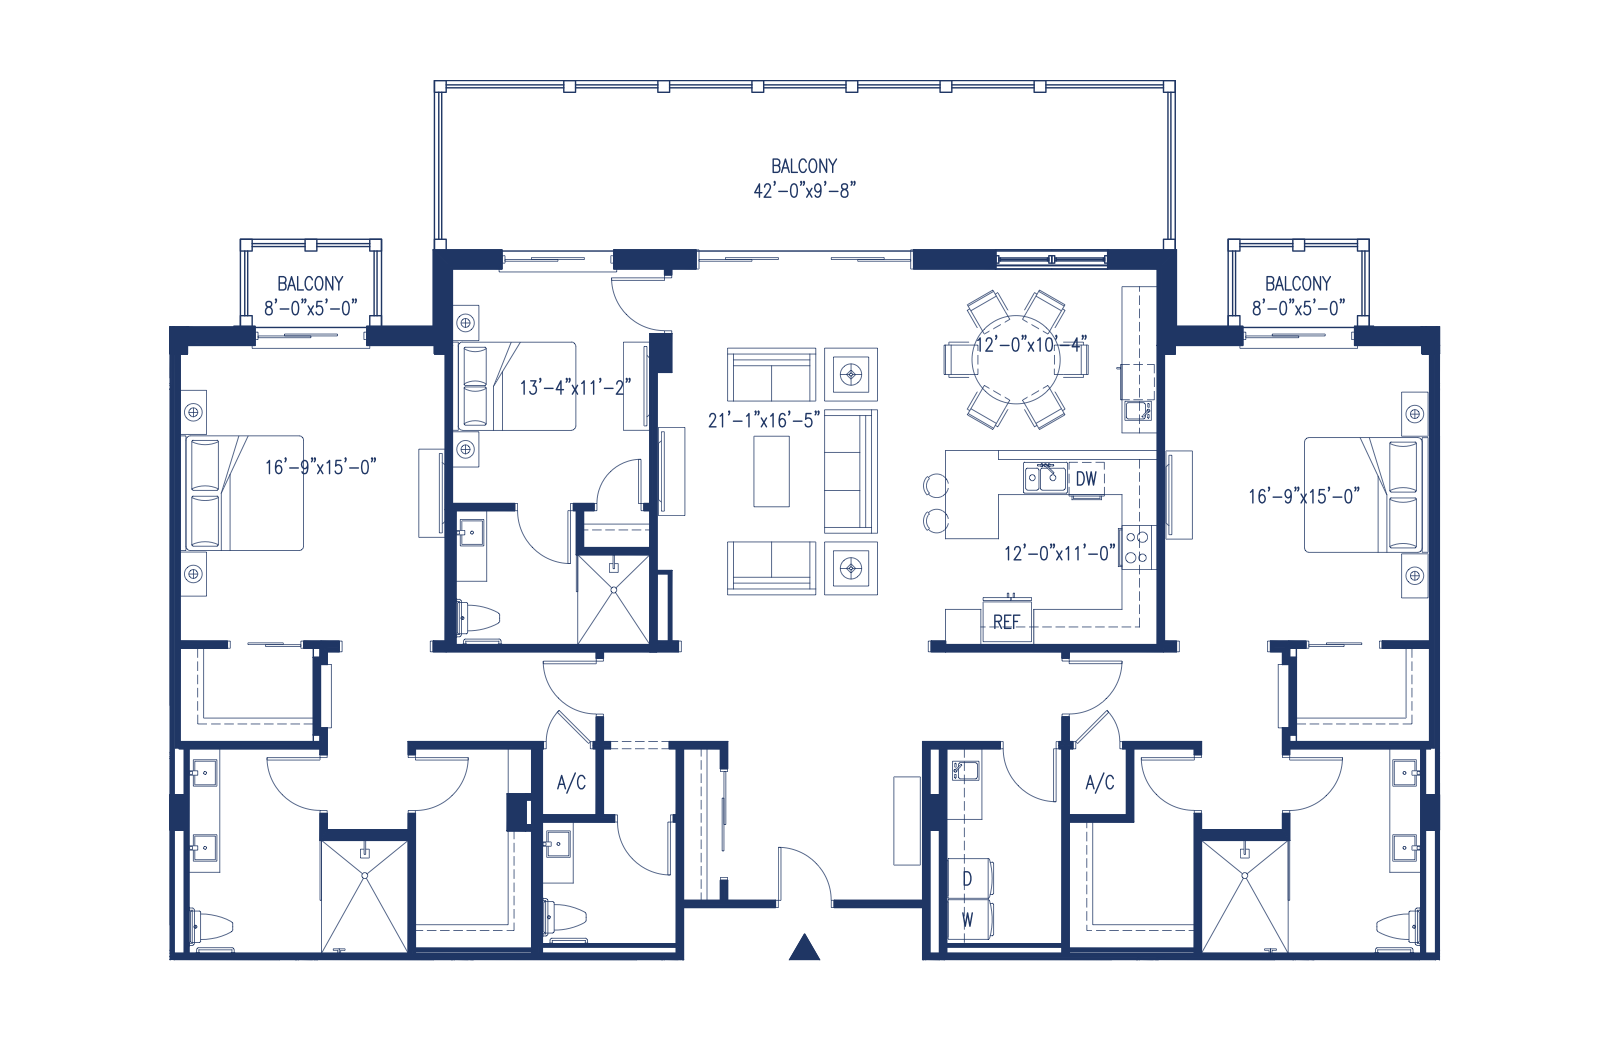 BALCONY
42'-0"x9'-8"
BALCONY
8'-0"x5'-0"
BALCONY
8'-0"x5'-0"
12'-0"x10'-4"
13'-4"x11'-2"
21'-1"x16'-5"
16'-9"x15'-0"
DW
16'-9"x15'-0"
12'-0"x11'-0"
REF
A/C
A/C
D
W